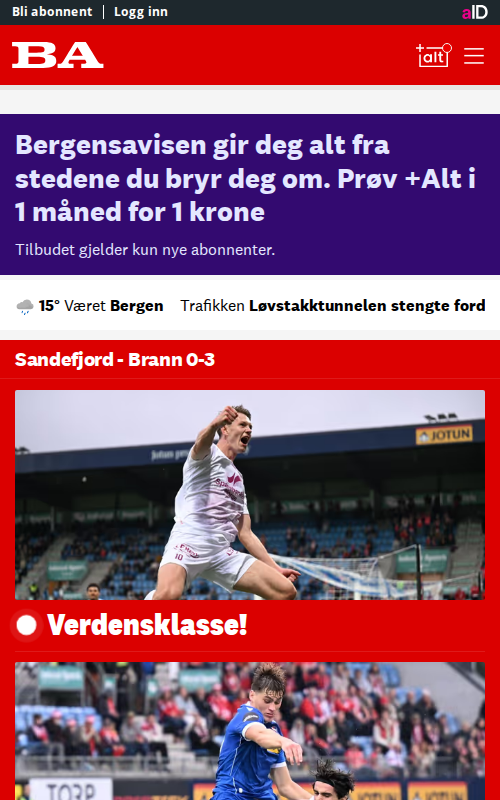 Bli abonnent | Logg inn
aID
BA
+alt
Bergensavisen gir deg alt fra
stedene du bryr deg om. Prøv +Alt i
1 måned for 1 krone
Tilbudet gjelder kun nye abonnenter.
15° Været Bergen Trafikken Løvstakktunnelen stengte ford
Sandefjord - Brann 0-3
JOTUN
10
Verdensklasse!
TORP